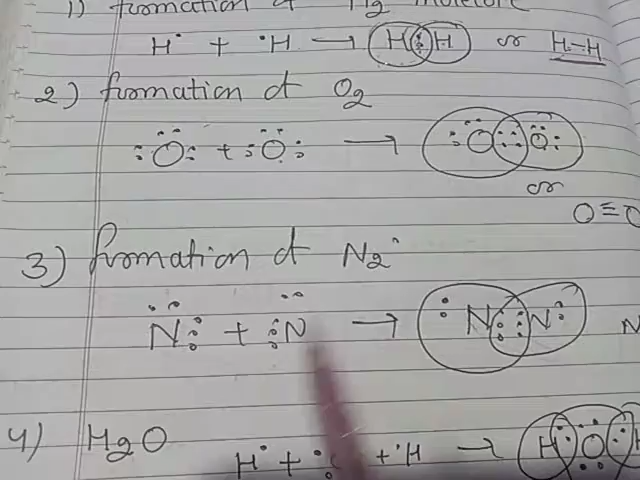 1) formation of H2 molecule
H + H → H H or H–H
2) formation of O2
O + O → O O
or
O = O
3) formation of N2
N + N → N N N
4) H2O
H + + H → H O H